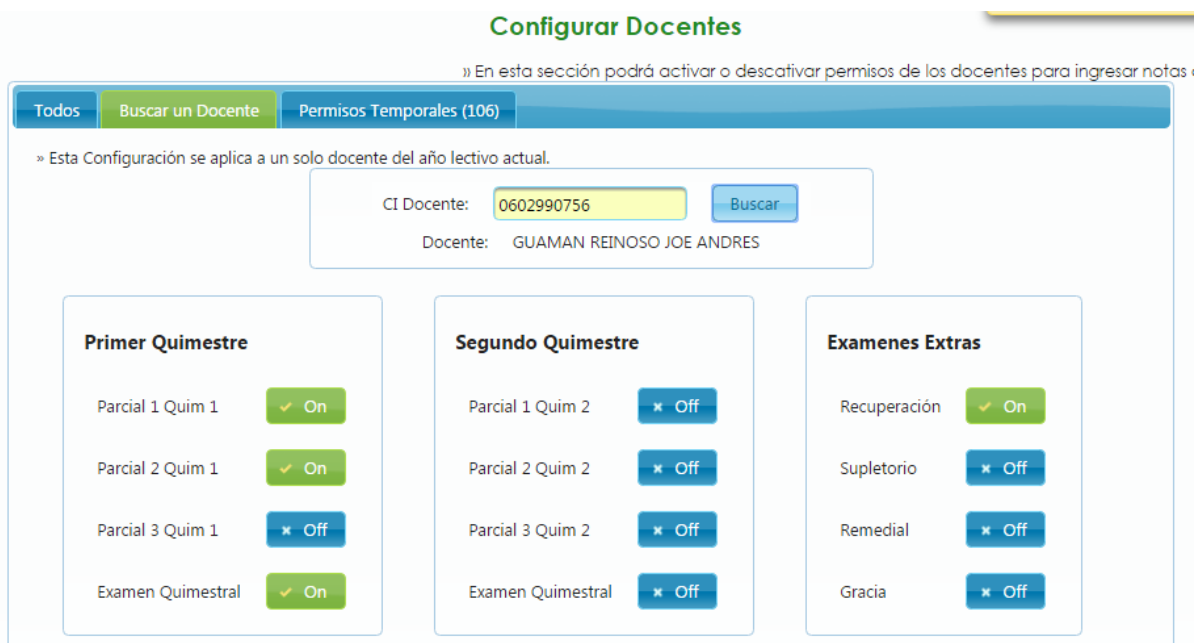 Configurar Docentes
» En esta sección podrá activar o descativar permisos de los docentes para ingresar notas
Todos Buscar un Docente Permisos Temporales (106)
» Esta Configuración se aplica a un solo docente del año lectivo actual.
CI Docente: 0602990756 Buscar
Docente: GUAMAN REINOSO JOE ANDRES
Primer Quimestre Segundo Quimestre Examenes Extras
Parcial 1 Quim 1 On Parcial 1 Quim 2 Off Recuperación On
Parcial 2 Quim 1 On Parcial 2 Quim 2 Off Supletorio Off
Parcial 3 Quim 1 Off Parcial 3 Quim 2 Off Remedial Off
Examen Quimestral On Examen Quimestral Off Gracia Off